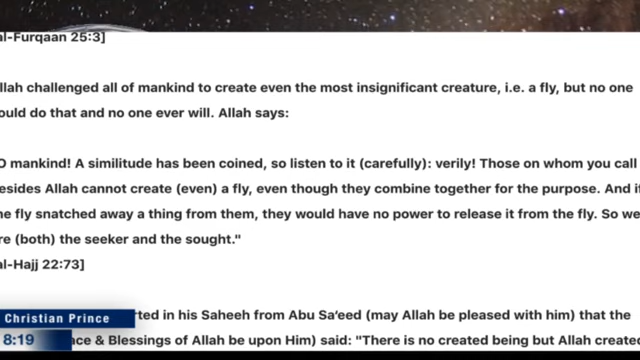 al-Furqaan 25:3]
llah challenged all of mankind to create even the most insignificant creature, i.e. a fly, but no one
ould do that and no one ever will. Allah says:
O mankind! A similitude has been coined, so listen to it (carefully): verily! Those on whom you call
esides Allah cannot create (even) a fly, even though they combine together for the purpose. And if
he fly snatched away a thing from them, they would have no power to release it from the fly. So we
re (both) the seeker and the sought."
al-Hajj 22:73]
rted in his Saheeh from Abu Sa'eed (may Allah be pleased with him) that the
ace & Blessings of Allah be upon Him) said: "There is no created being but Allah created
Christian Prince
8:19